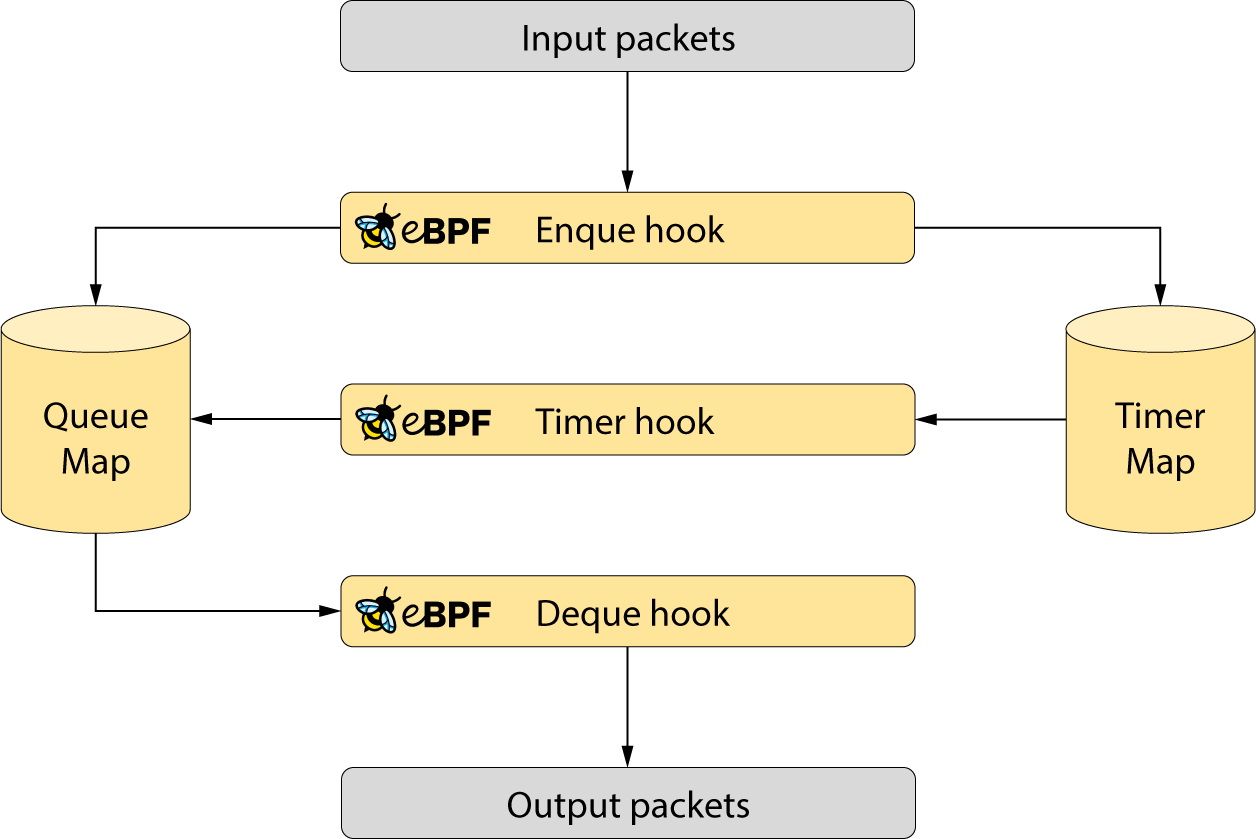 Input packets
eBPF Enque hook
Queue
Map
eBPF Timer hook
Timer
Map
eBPF Deque hook
Output packets